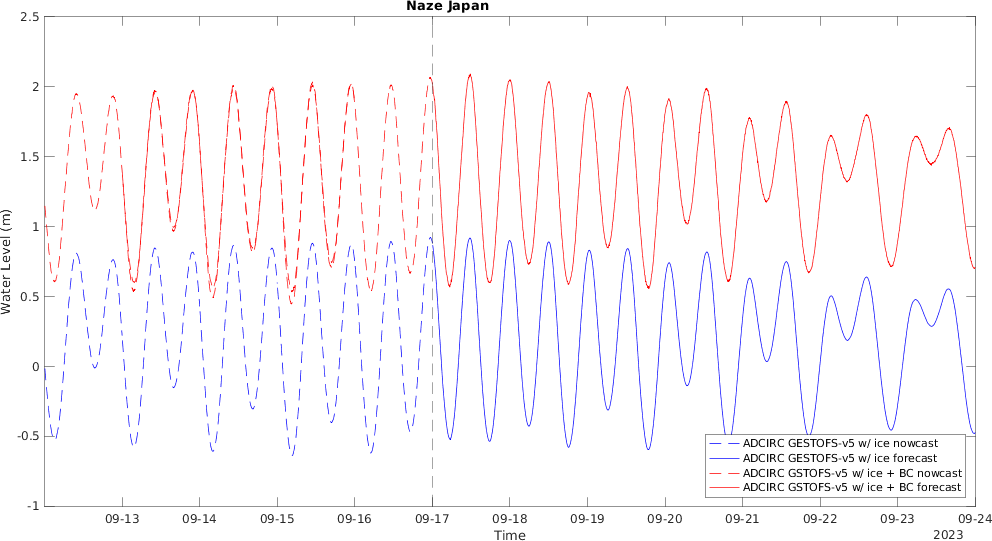 Naze Japan
2.5
2
1.5
1
0.5
0
-0.5
-1
Water Level (m)
ADCIRC GESTOFS-v5 w/ ice nowcast
ADCIRC GESTOFS-v5 w/ ice forecast
ADCIRC GSTOFS-v5 w/ ice + BC nowcast
ADCIRC GSTOFS-v5 w/ ice + BC forecast
09-13 09-14 09-15 09-16 09-17 09-18 09-19 09-20 09-21 09-22 09-23 09-24
Time
2023